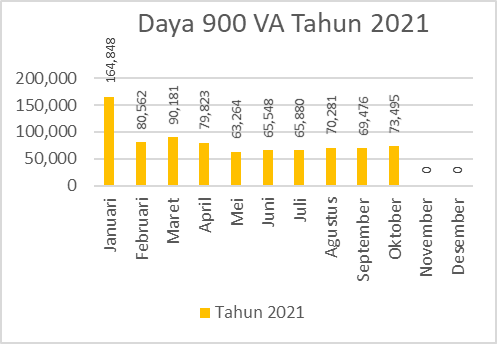 Daya 900 VA Tahun 2021
200,000
150,000
100,000
50,000
0
164,848
80,562
90,181
79,823
63,264
65,548
65,880
70,281
69,476
73,495
0
0
Januari
Februari
Maret
April
Mei
Juni
Juli
Agustus
September
Oktober
November
Desember
Tahun 2021